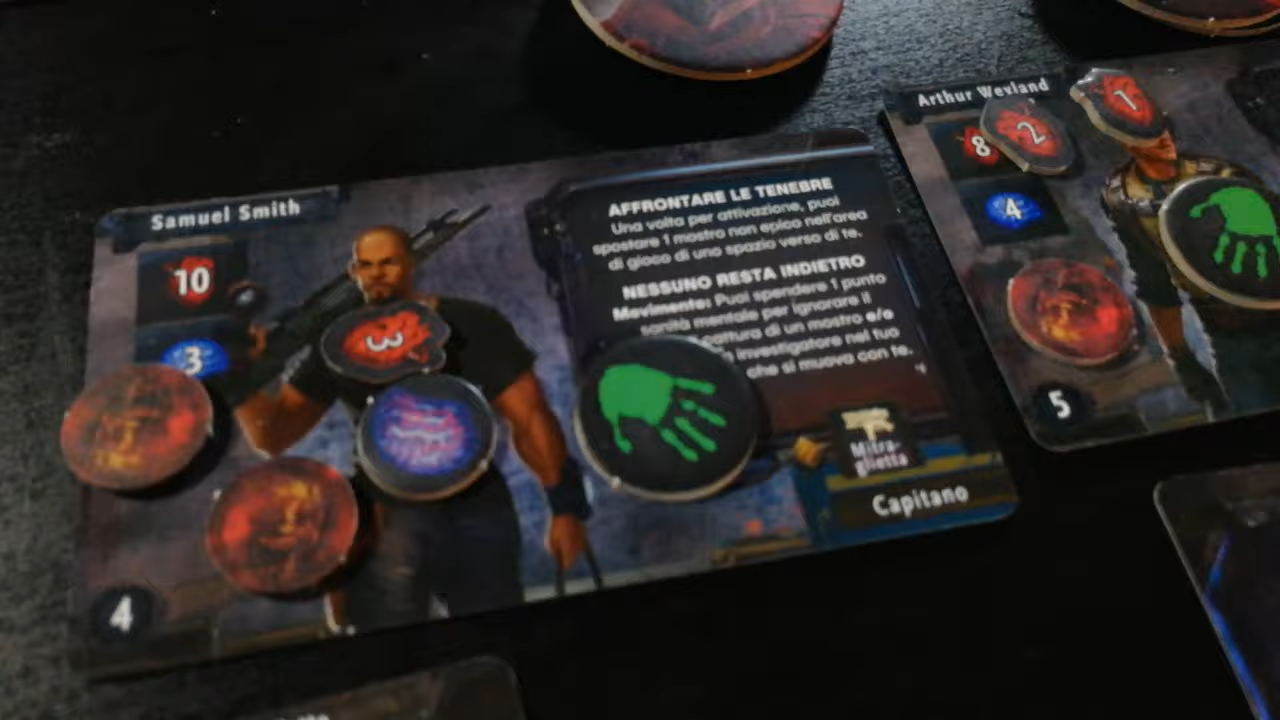 Samuel Smith
10
3
3
4
AFFRONTARE LE TENEBRE
Una volta per attivazione, puoi
spostare 1 mostro non epico nell'area
di gioco di uno spazio verso di te.
NESSUNO RESTA INDIETRO
Movimento: Puoi spendere 1 punto
sanità mentale per ignorare il
cattura di un mostro e/o
investigatore nel tuo
che si muova con te.
Mitra-
glietta
Capitano
Arthur Weyland
8
2
1
4
5